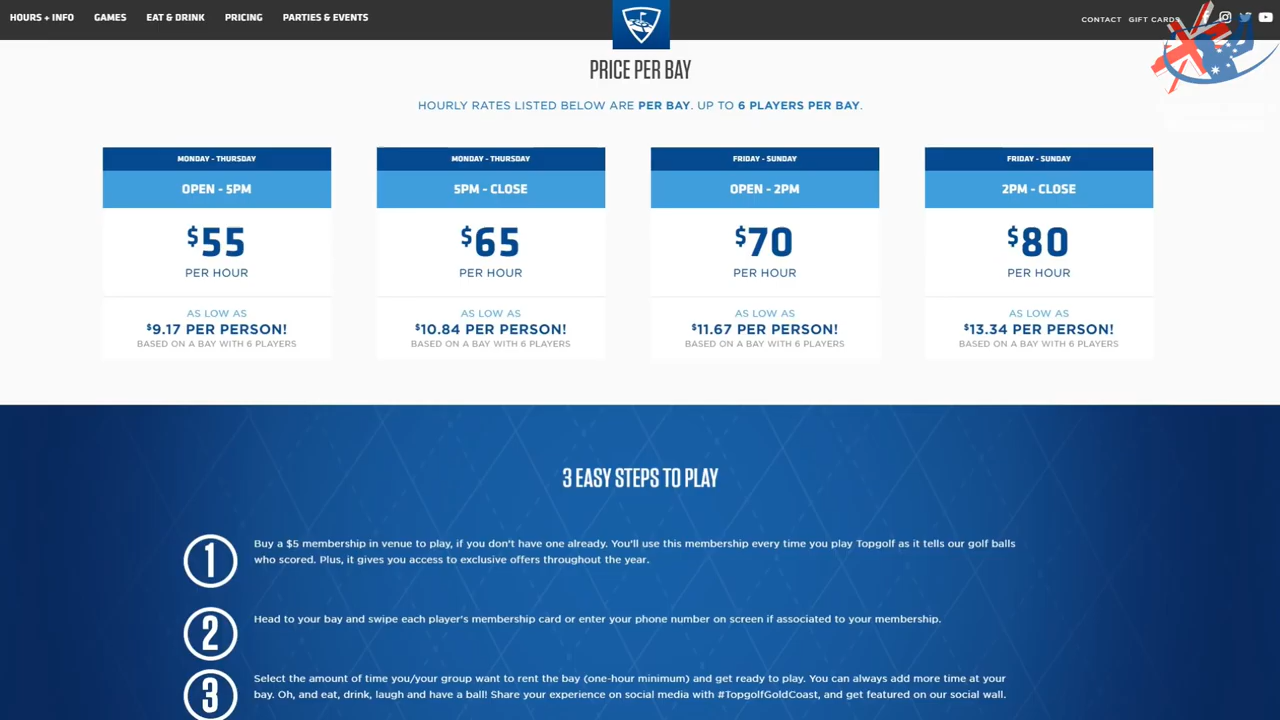 HOURS + INFO GAMES EAT & DRINK PRICING PARTIES & EVENTS CONTACT GIFT CARDS
PRICE PER BAY
HOURLY RATES LISTED BELOW ARE PER BAY. UP TO 6 PLAYERS PER BAY.
MONDAY - THURSDAY
OPEN - 5PM
$55
PER HOUR
AS LOW AS
$9.17 PER PERSON!
BASED ON A BAY WITH 6 PLAYERS
MONDAY - THURSDAY
5PM - CLOSE
$65
PER HOUR
AS LOW AS
$10.84 PER PERSON!
BASED ON A BAY WITH 6 PLAYERS
FRIDAY - SUNDAY
OPEN - 2PM
$70
PER HOUR
AS LOW AS
$11.67 PER PERSON!
BASED ON A BAY WITH 6 PLAYERS
FRIDAY - SUNDAY
2PM - CLOSE
$80
PER HOUR
AS LOW AS
$13.34 PER PERSON!
BASED ON A BAY WITH 6 PLAYERS
3 EASY STEPS TO PLAY
1
Buy a $5 membership in venue to play, if you don't have one already. You'll use this membership every time you play Topgolf as it tells our golf balls
who scored. Plus, it gives you access to exclusive offers throughout the year.
2
Head to your bay and swipe each player's membership card or enter your phone number on screen if associated to your membership.
3
Select the amount of time you/your group want to rent the bay (one-hour minimum) and get ready to play. You can always add more time at your
bay. Oh, and eat, drink, laugh and have a ball! Share your experience on social media with #TopgolfGoldCoast, and get featured on our social wall.